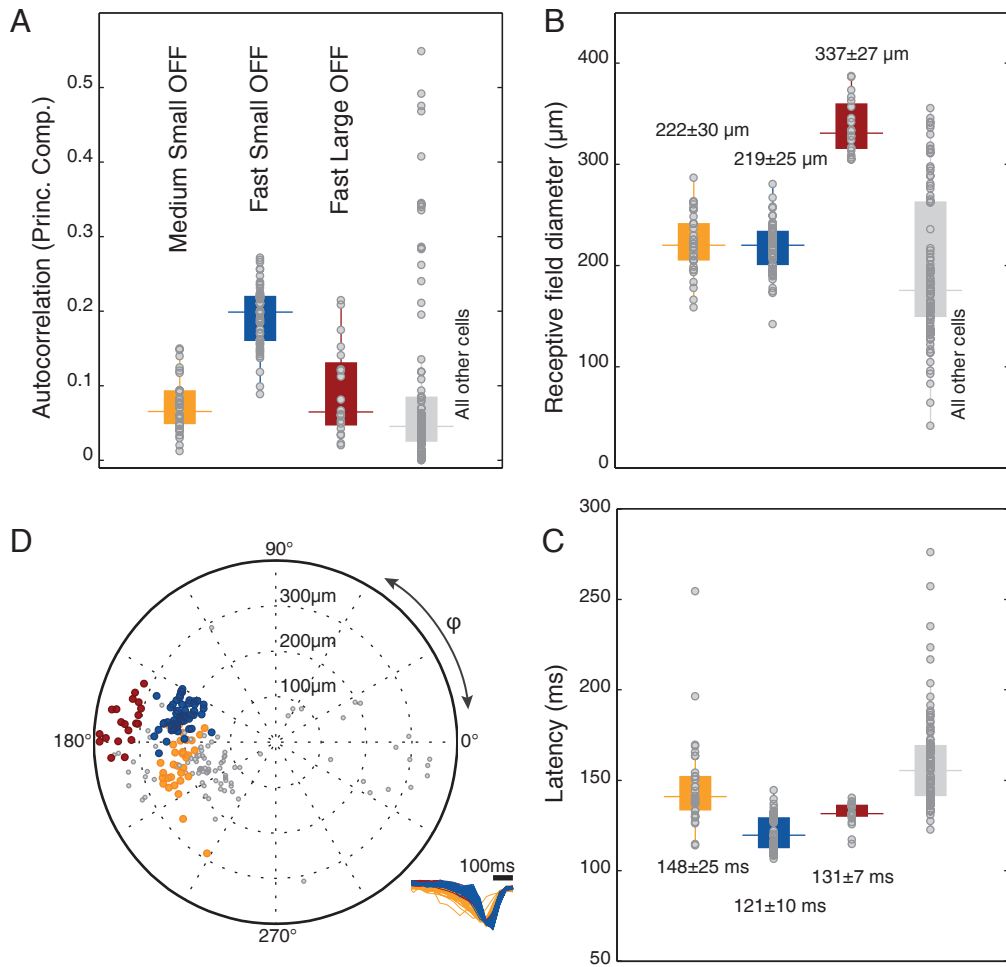 A
Autocorrelation (Princ. Comp.)
0.5
0.4
0.3
0.2
0.1
0
Medium Small OFF
Fast Small OFF
Fast Large OFF
All other cells
B
Receptive field diameter (µm)
400
300
200
100
0
222±30 µm
219±25 µm
337±27 µm
All other cells
D
90°
300µm
200µm
100µm
φ
180°
0°
270°
100ms
C
Latency (ms)
300
250
200
150
100
50
148±25 ms
121±10 ms
131±7 ms